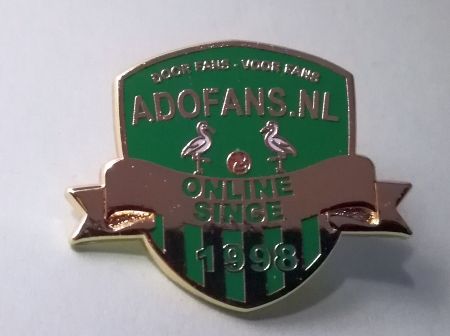 DOOR FANS - VOOR FANS
ADOFANS.NL
ONLINE
SINCE
1998